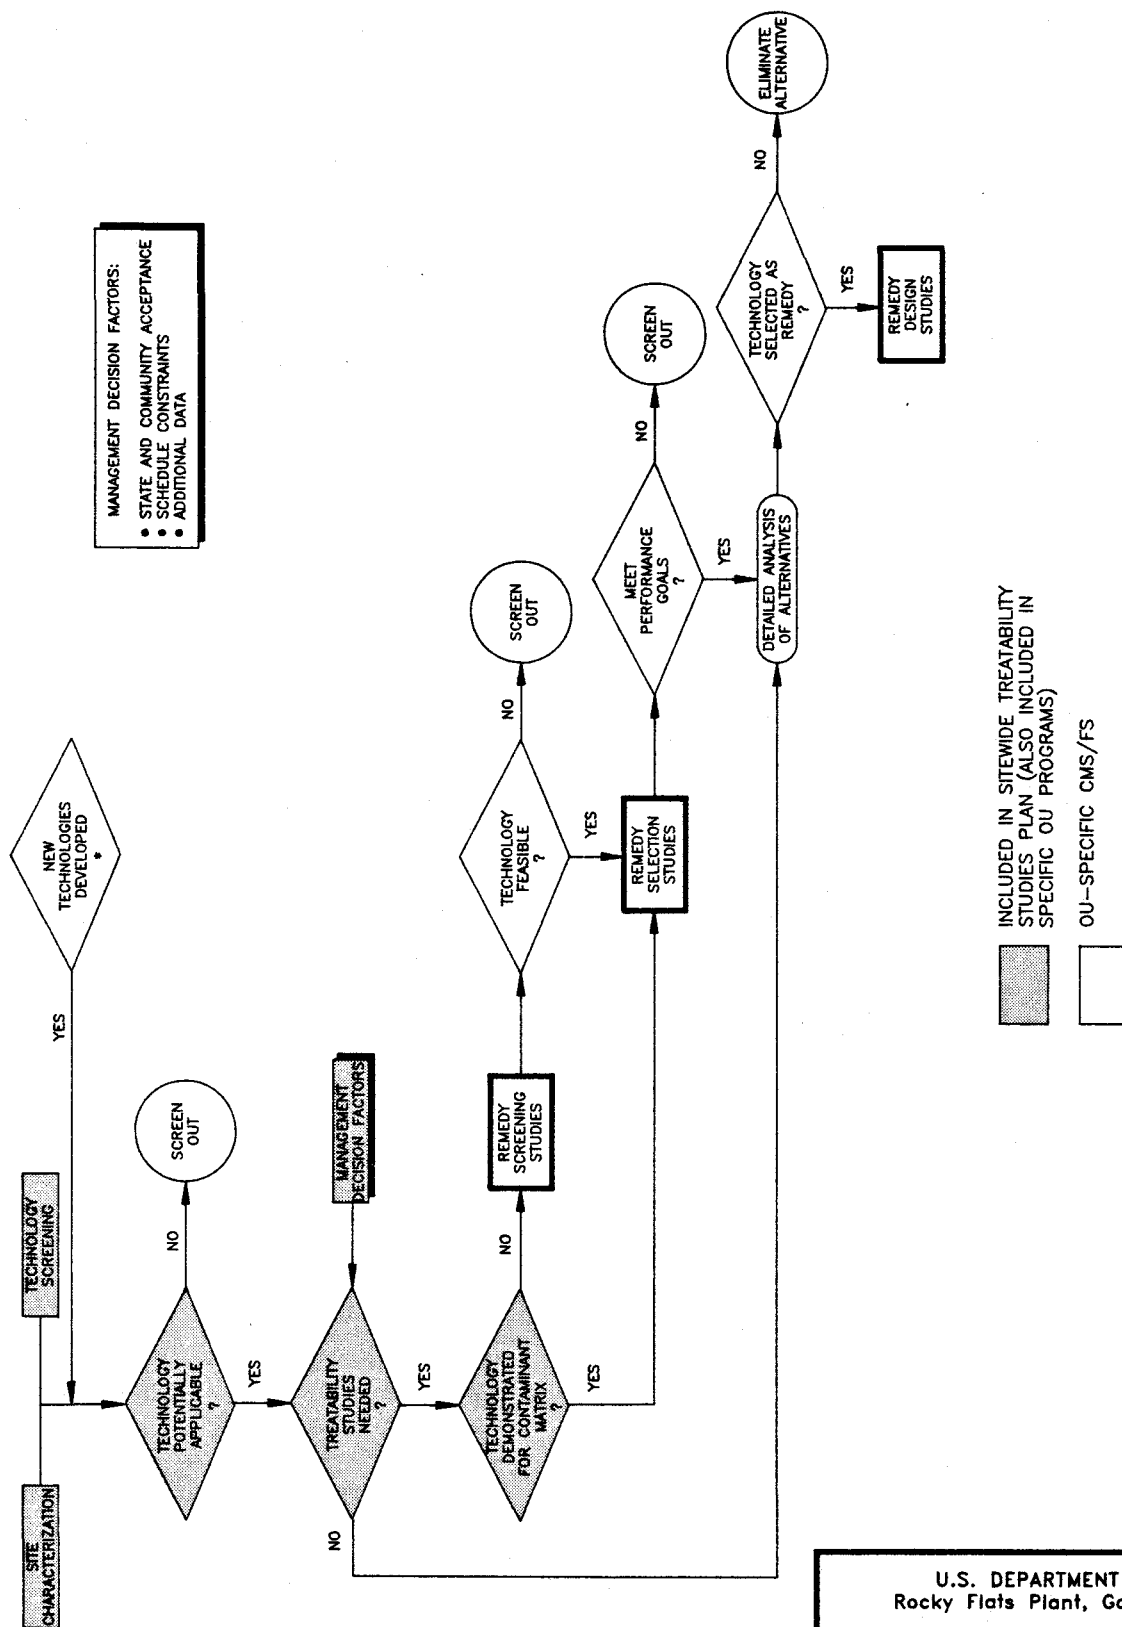 SITE
CHARACTERIZATION
TECHNOLOGY
SCREENING
NEW
TECHNOLOGIES
DEVELOPED
*
YES
MANAGEMENT DECISION FACTORS:
• STATE AND COMMUNITY ACCEPTANCE
• SCHEDULE CONSTRAINTS
• ADDITIONAL DATA
TECHNOLOGY
POTENTIALLY
APPLICABLE
?
NO
SCREEN
OUT
YES
TREATABILITY
STUDIES
NEEDED
?
MANAGEMENT
DECISION FACTORS
NO
YES
TECHNOLOGY
DEMONSTRATED
FOR CONTAMINANT
MATRIX
?
NO
REMEDY
SCREENING
STUDIES
TECHNOLOGY
FEASIBLE
?
NO
SCREEN
OUT
YES
YES
REMEDY
SELECTION
STUDIES
MEET
PERFORMANCE
GOALS
?
NO
SCREEN
OUT
YES
DETAILED ANALYSIS
OF ALTERNATIVES
TECHNOLOGY
SELECTED AS
REMEDY
?
NO
ELIMINATE
ALTERNATIVE
YES
REMEDY
DESIGN
STUDIES
INCLUDED IN SITEWIDE TREATABILITY
STUDIES PLAN (ALSO INCLUDED IN
SPECIFIC OU PROGRAMS)
OU-SPECIFIC CMS/FS
U.S. DEPARTMENT
Rocky Flats Plant, Go